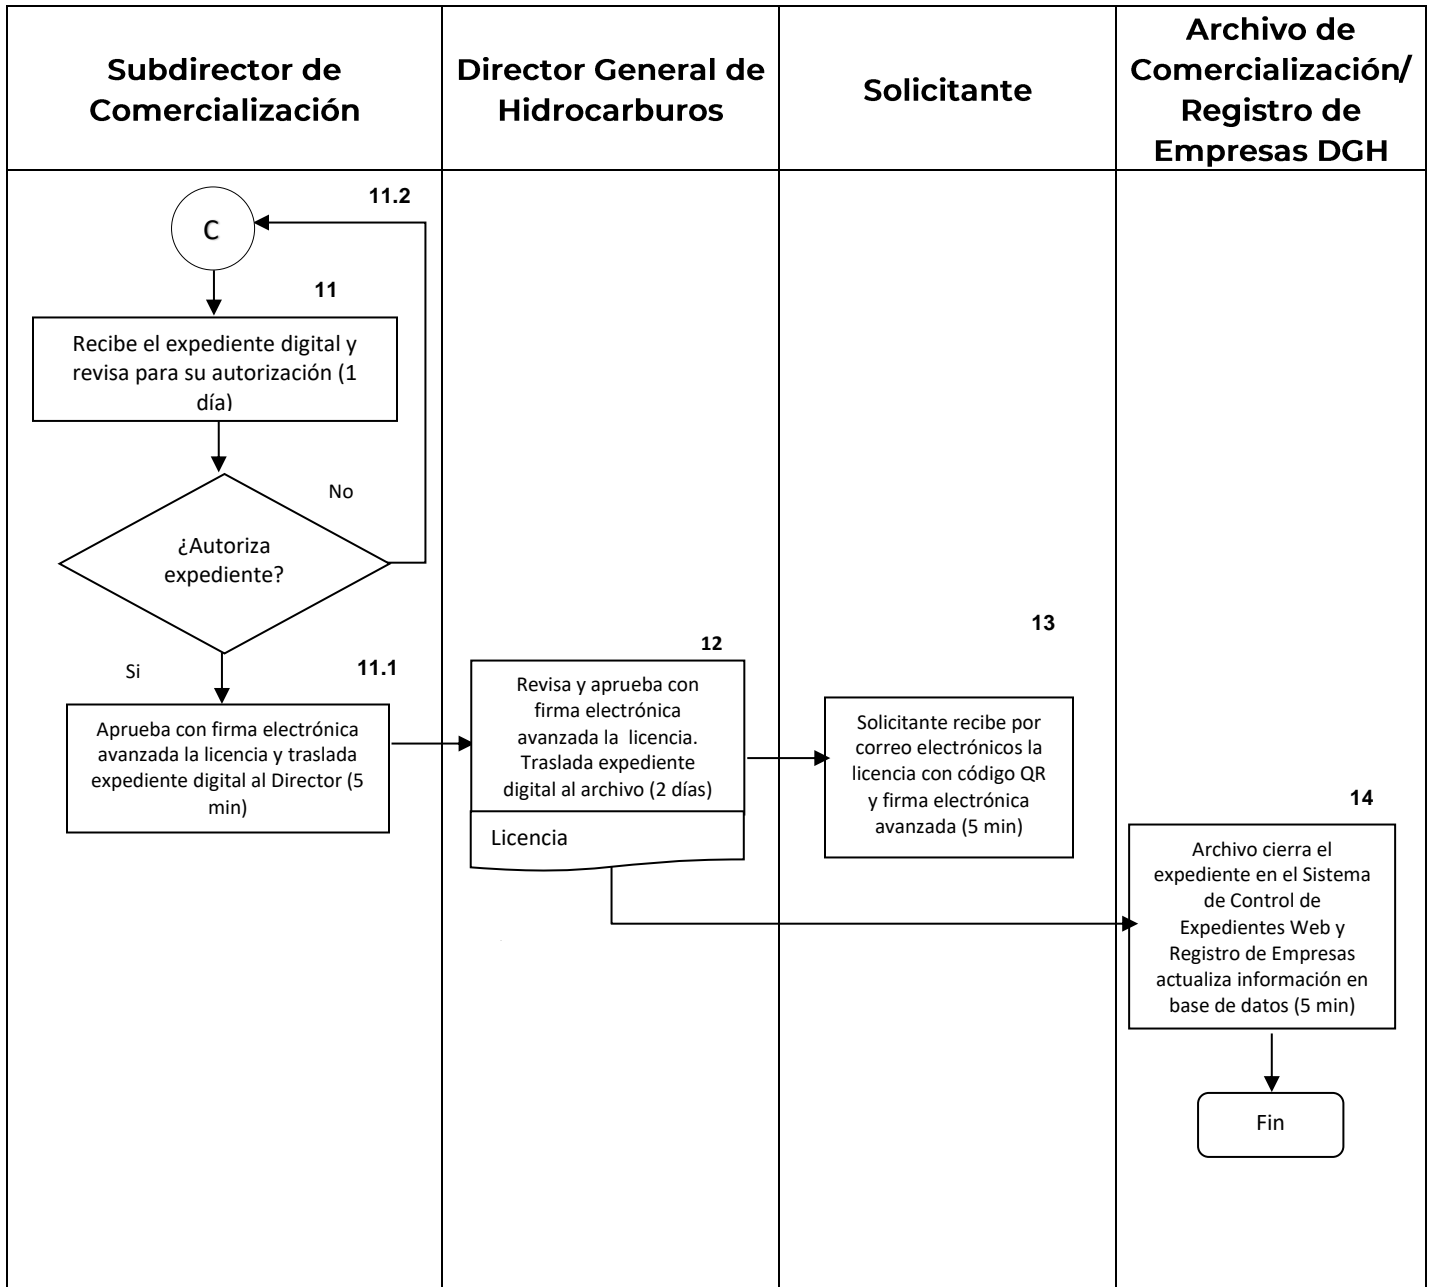 Subdirector de
Comercialización
Director General de
Hidrocarburos
Solicitante
Archivo de
Comercialización/
Registro de
Empresas DGH
11.2
C
11
Recibe el expediente digital y
revisa para su autorización (1
día)
No
¿Autoriza
expediente?
Si
11.1
Aprueba con firma electrónica
avanzada la licencia y traslada
expediente digital al Director (5
min)
12
Revisa y aprueba con
firma electrónica
avanzada la licencia.
Traslada expediente
digital al archivo (2 días)
Licencia
13
Solicitante recibe por
correo electrónicos la
licencia con código QR
y firma electrónica
avanzada (5 min)
14
Archivo cierra el
expediente en el Sistema
de Control de
Expedientes Web y
Registro de Empresas
actualiza información en
base de datos (5 min)
Fin